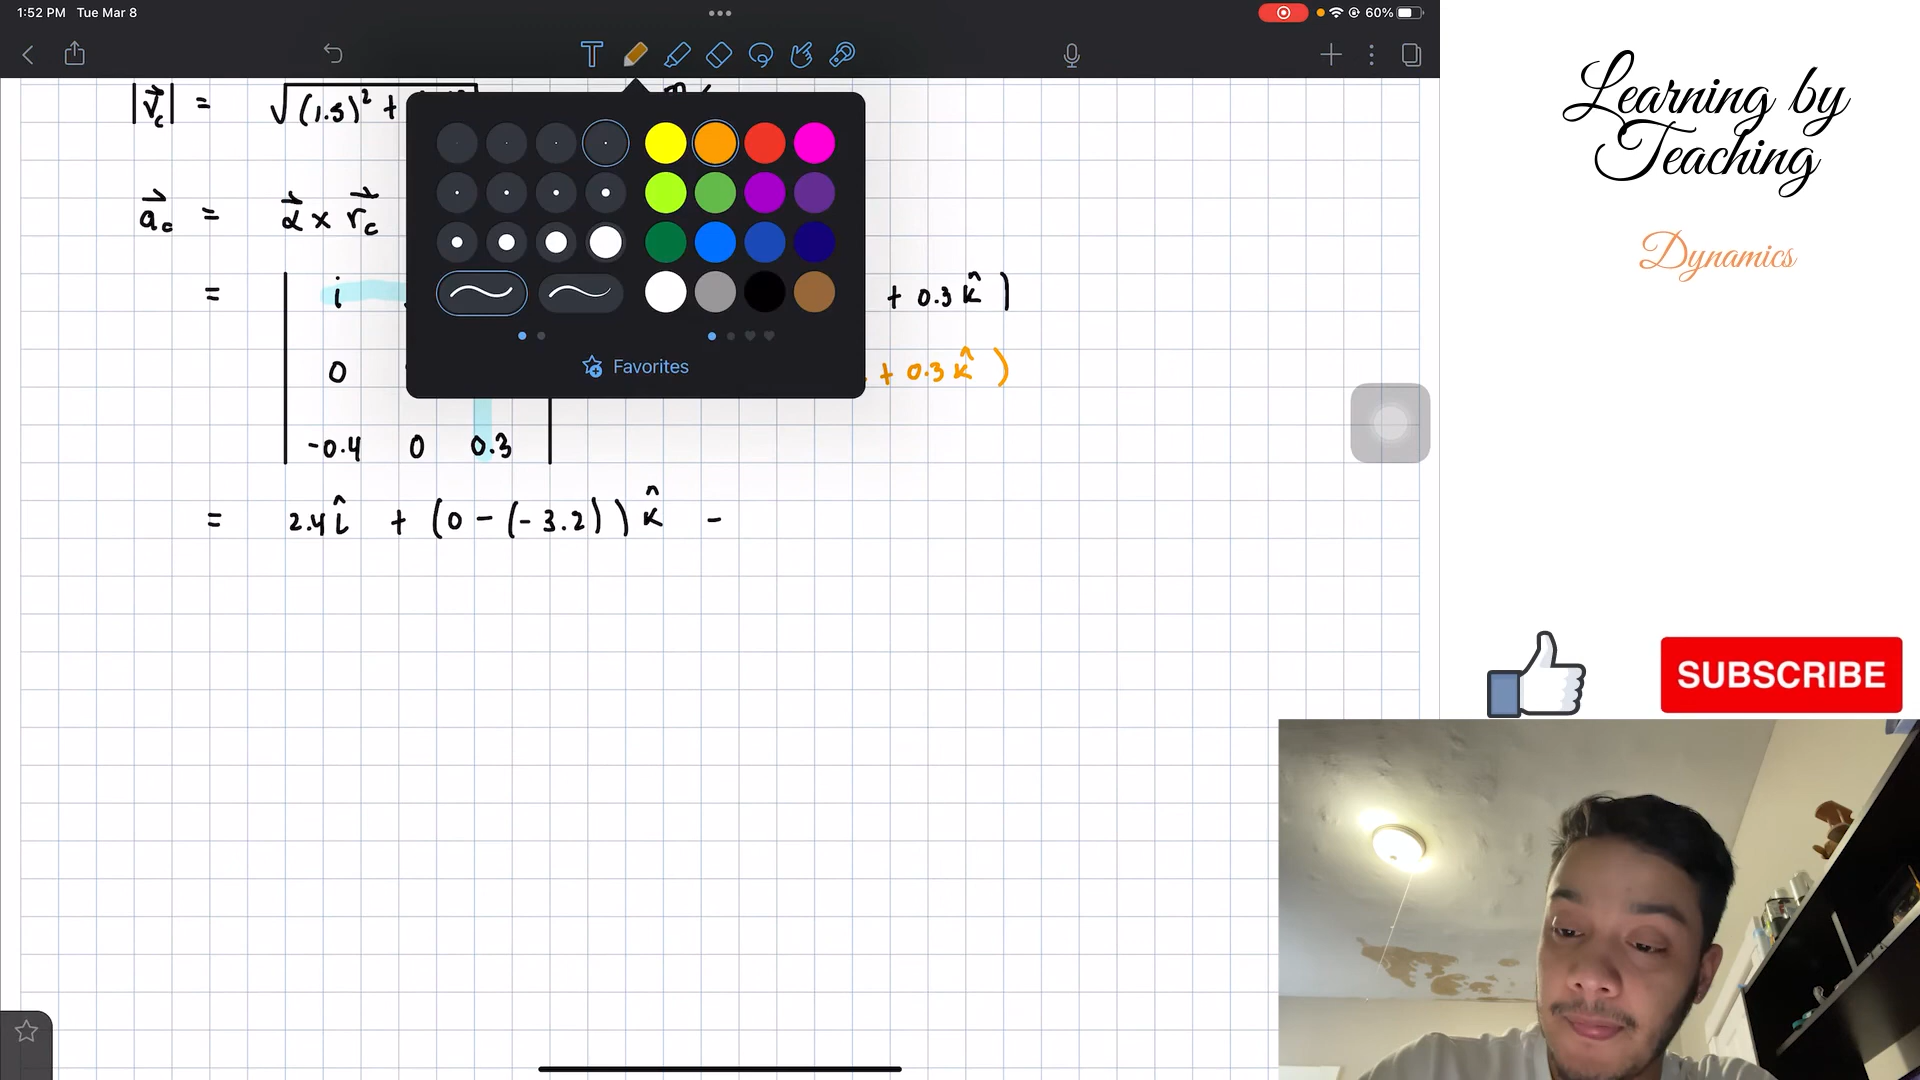 1:52 PM Tue Mar 8
60%
T
|v⃗c| = √(1.5)² +
a⃗c = α⃗ × r⃗c
= | i + 0.3 k̂ )
0 + 0.3 k̂ )
-0.4 0 0.3 |
= 2.4 î + (0 - (-3.2)) k̂ -
Favorites
Learning by
Teaching
Dynamics
SUBSCRIBE